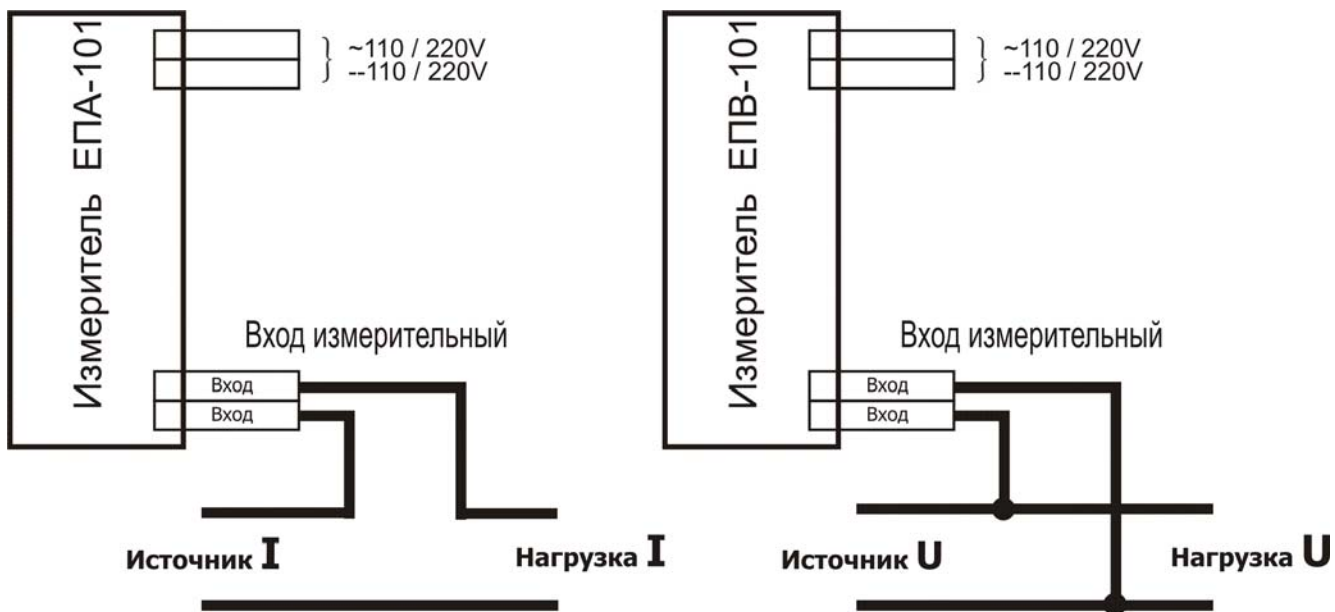 Измеритель ЕПА-101
~110 / 220V
--110 / 220V
Вход измерительный
Вход
Вход
Источник I
Нагрузка I
Измеритель ЕПВ-101
~110 / 220V
--110 / 220V
Вход измерительный
Вход
Вход
Источник U
Нагрузка U